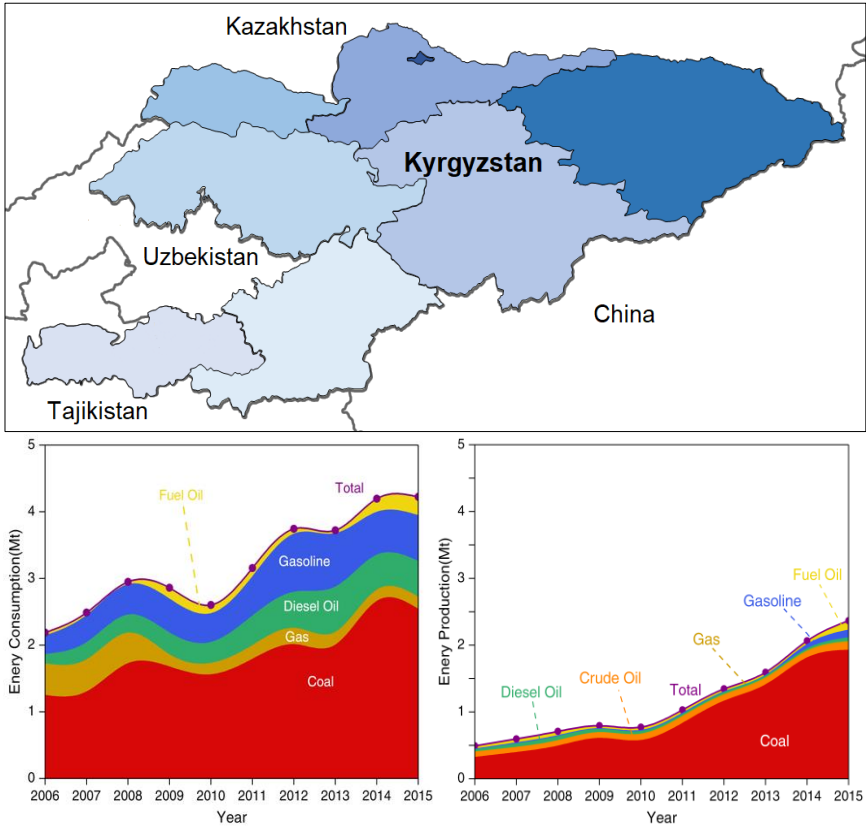 Kazakhstan
Kyrgyzstan
Uzbekistan
China
Tajikistan
5
4
3
2
1
0
Enery Consumption(Mt)
Fuel Oil
Total
Gasoline
Diesel Oil
Gas
Coal
2006 2007 2008 2009 2010 2011 2012 2013 2014 2015
Year
5
4
3
2
1
0
Enery Production(Mt)
Fuel Oil
Gasoline
Gas
Crude Oil
Total
Diesel Oil
Coal
2006 2007 2008 2009 2010 2011 2012 2013 2014 2015
Year